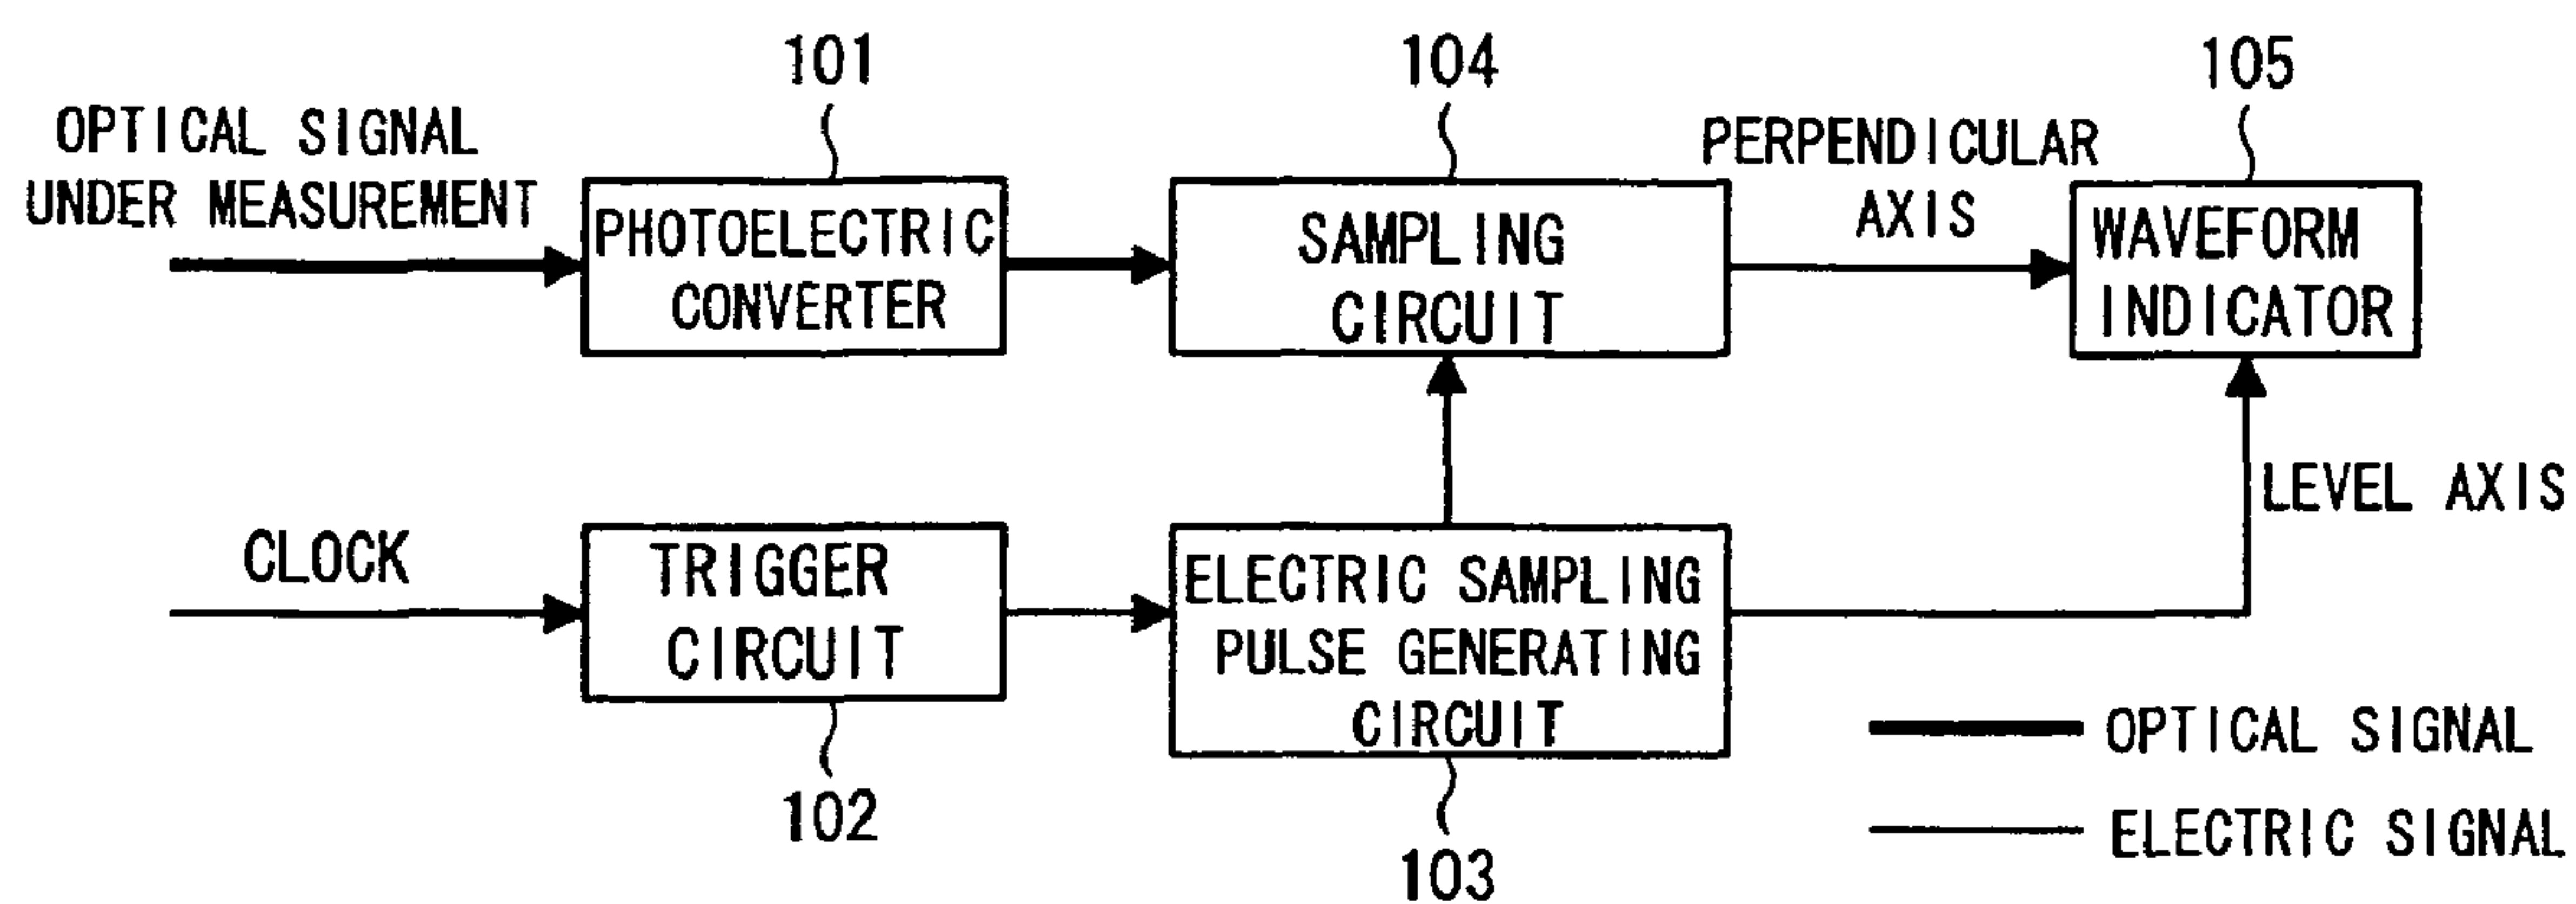 101
104
105
OPTICAL SIGNAL
UNDER MEASUREMENT
PERPENDICULAR
AXIS
PHOTOELECTRIC
CONVERTER
SAMPLING
CIRCUIT
WAVEFORM
INDICATOR
LEVEL AXIS
CLOCK
TRIGGER
CIRCUIT
ELECTRIC SAMPLING
PULSE GENERATING
CIRCUIT
102
103
OPTICAL SIGNAL
ELECTRIC SIGNAL